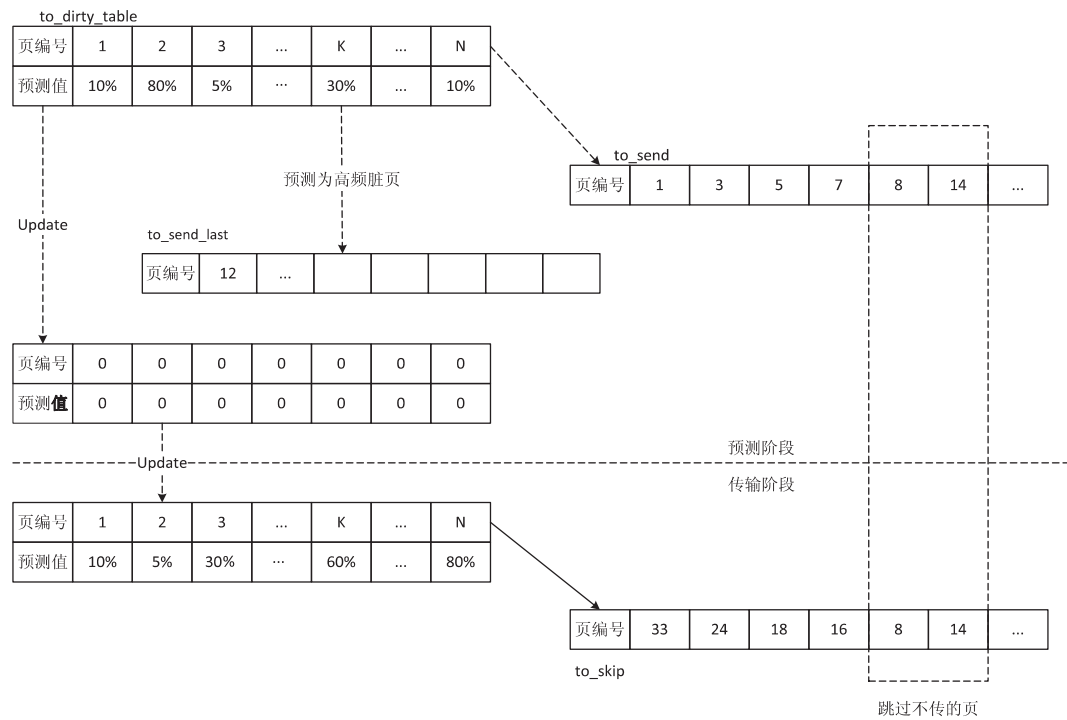 to_dirty_table
页编号 1 2 3 ... K ... N
预测值 10% 80% 5% ... 30% ... 10%
to_send
页编号 1 3 5 7 8 14 ...
预测为高频脏页
Update
to_send_last
页编号 12 ...
页编号 0 0 0 0 0 0 0
预测值 0 0 0 0 0 0 0
预测阶段
Update
传输阶段
页编号 1 2 3 ... K ... N
预测值 10% 5% 30% ... 60% ... 80%
页编号 33 24 18 16 8 14 ...
to_skip
跳过不传的页